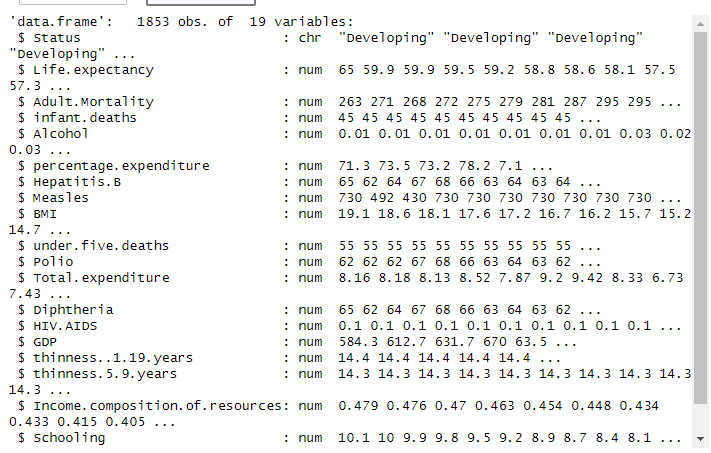 'data.frame':   1853 obs. of  19 variables:
 $ Status                         : chr  "Developing" "Developing" "Developing"
"Developing" ...
 $ Life.expectancy                : num  65 59.9 59.9 59.5 59.2 58.8 58.6 58.1 57.5
57.3 ...
 $ Adult.Mortality                : num  263 271 268 272 275 279 281 287 295 295 ...
 $ infant.deaths                  : num  45 45 45 45 45 45 45 45 45 45 ...
 $ Alcohol                        : num  0.01 0.01 0.01 0.01 0.01 0.01 0.01 0.03 0.02
0.03 ...
 $ percentage.expenditure         : num  71.3 73.5 73.2 78.2 7.1 ...
 $ Hepatitis.B                    : num  65 62 64 67 68 66 63 64 63 64 ...
 $ Measles                        : num  730 492 430 730 730 730 730 730 730 730 ...
 $ BMI                            : num  19.1 18.6 18.1 17.6 17.2 16.7 16.2 15.7 15.2
14.7 ...
 $ under.five.deaths              : num  55 55 55 55 55 55 55 55 55 55 ...
 $ Polio                          : num  62 62 62 67 68 66 63 64 63 62 ...
 $ Total.expenditure              : num  8.16 8.18 8.13 8.52 7.87 9.2 9.42 8.33 6.73
7.43 ...
 $ Diphtheria                     : num  65 62 64 67 68 66 63 64 63 62 ...
 $ HIV.AIDS                       : num  0.1 0.1 0.1 0.1 0.1 0.1 0.1 0.1 0.1 0.1 ...
 $ GDP                            : num  584.3 612.7 631.7 670 63.5 ...
 $ thinness..1.19.years           : num  14.4 14.4 14.4 14.4 14.4 ...
 $ thinness.5.9.years             : num  14.3 14.3 14.3 14.3 14.3 14.3 14.3 14.3 14.3
14.3 ...
 $ Income.composition.of.resources: num  0.479 0.476 0.47 0.463 0.454 0.448 0.434
0.433 0.415 0.405 ...
 $ Schooling                      : num  10.1 10 9.9 9.8 9.5 9.2 8.9 8.7 8.4 8.1 ...